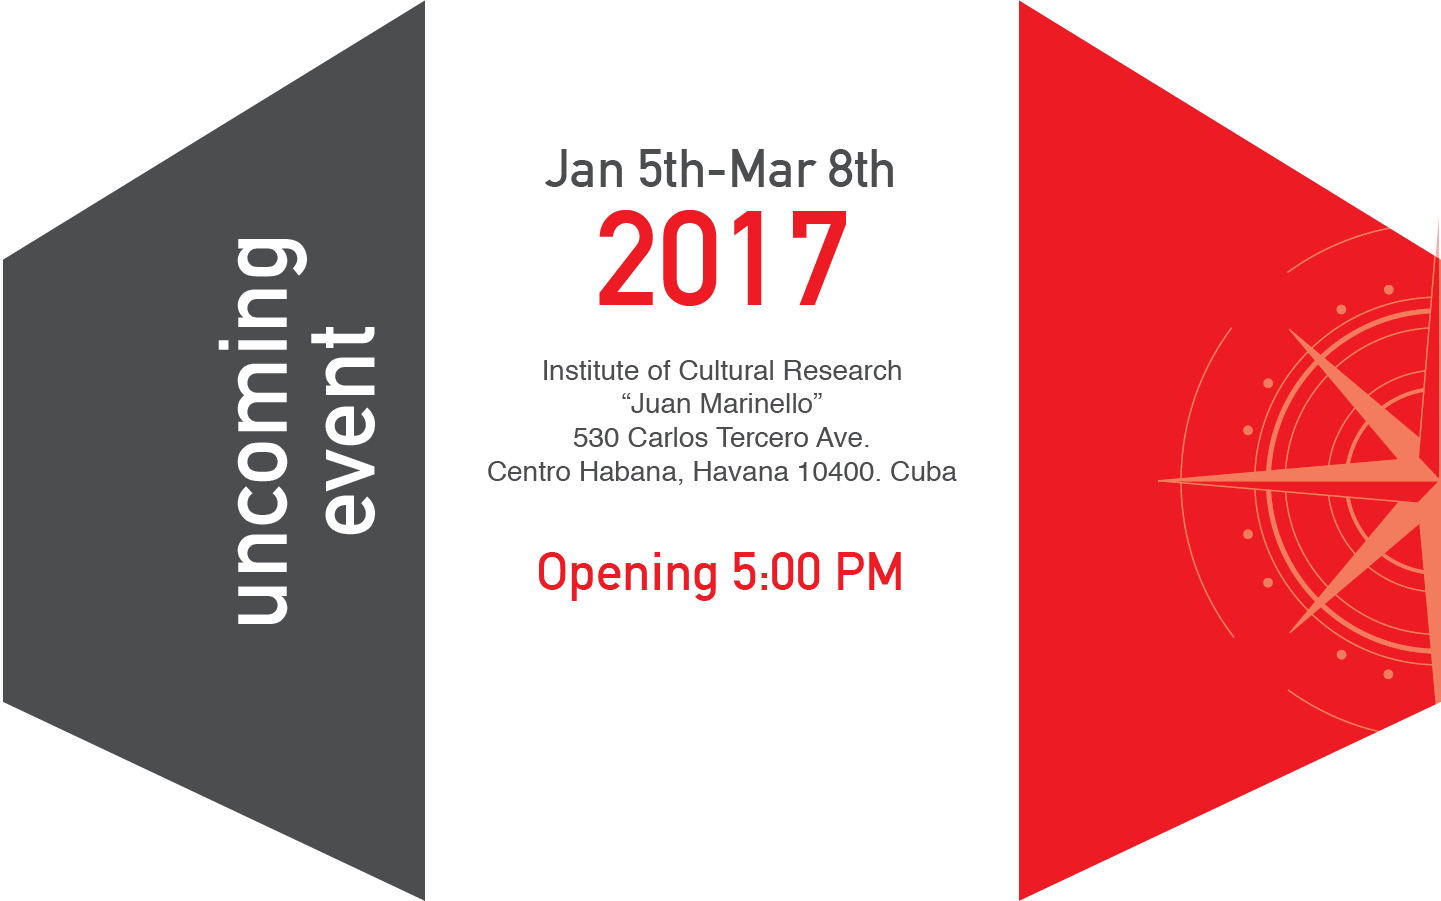 uncoming
event
Jan 5th-Mar 8th
2017
Institute of Cultural Research
“Juan Marinello”
530 Carlos Tercero Ave.
Centro Habana, Havana 10400. Cuba
Opening 5:00 PM